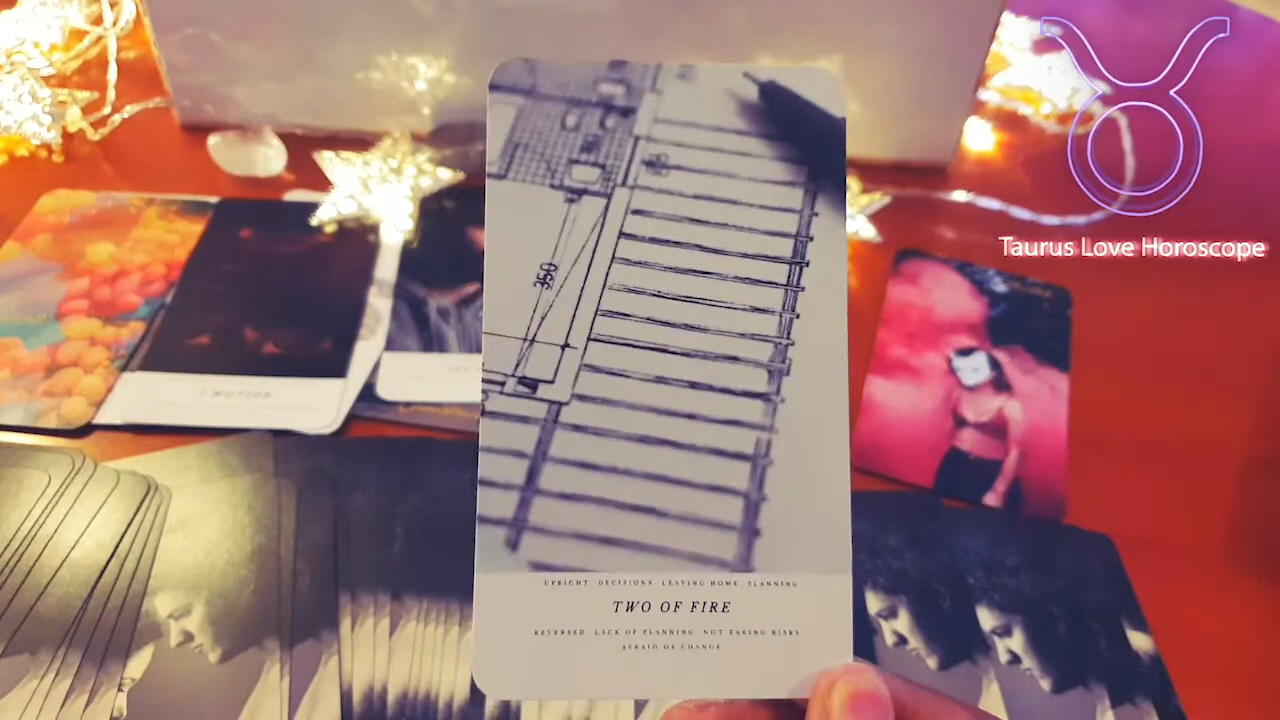 Taurus Love Horoscope
350
UPRIGHT DECISIONS LEAVING HOME PLANNING
TWO OF FIRE
REVERSED LACK OF PLANNING NOT TAKING RISKS
AFRAID OF CHANGE